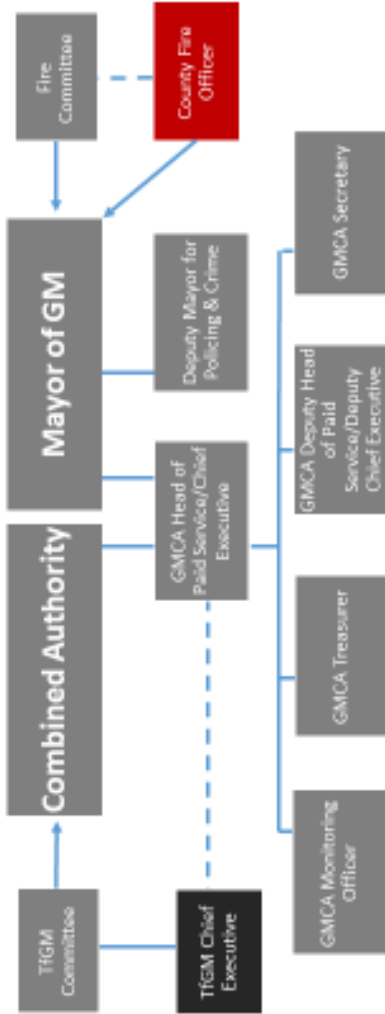 TfGM
Committee
Combined Authority
Mayor of GM
Fire
Committee
TfGM Chief
Executive
GMCA Head of
Paid Service/Chief
Executive
Deputy Mayor for
Policing & Crime
County Fire
Officer
GMCA Monitoring
Officer
GMCA Treasurer
GMCA Deputy Head
of Paid
Service/Deputy
Chief Executive
GMCA Secretary